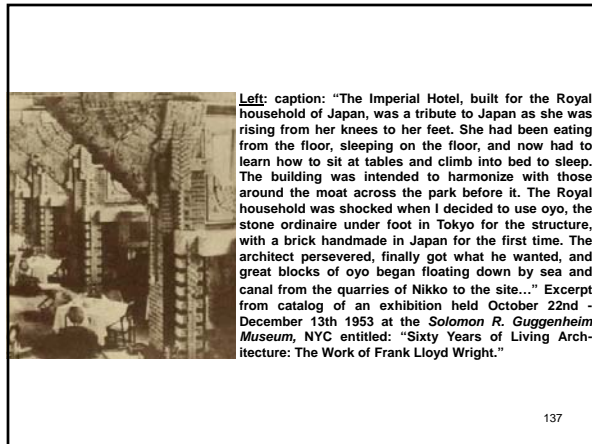 Left: caption: “The Imperial Hotel, built for the Royal
household of Japan, was a tribute to Japan as she was
rising from her knees to her feet. She had been eating
from the floor, sleeping on the floor, and now had to
learn how to sit at tables and climb into bed to sleep.
The building was intended to harmonize with those
around the moat across the park before it. The Royal
household was shocked when I decided to use oyo, the
stone ordinaire under foot in Tokyo for the structure,
with a brick handmade in Japan for the first time. The
architect persevered, finally got what he wanted, and
great blocks of oyo began floating down by sea and
canal from the quarries of Nikko to the site…” Excerpt
from catalog of an exhibition held October 22nd -
December 13th 1953 at the Solomon R. Guggenheim
Museum, NYC entitled: “Sixty Years of Living Arch-
itecture: The Work of Frank Lloyd Wright.”
137